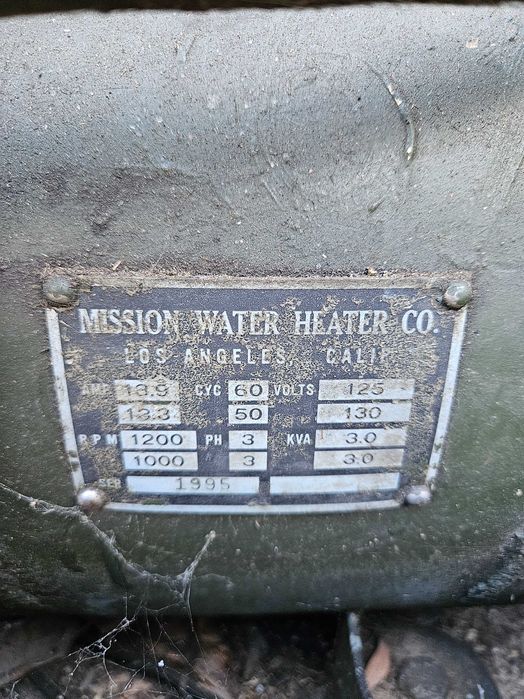 MISSION WATER HEATER CO.
LOS ANGELES, CALIF
AMP 13.9 CYC 60 VOLTS 125
13.3 50 130
R P M 1200 PH 3 KVA 3.0
1000 3 3.0
SER 1995